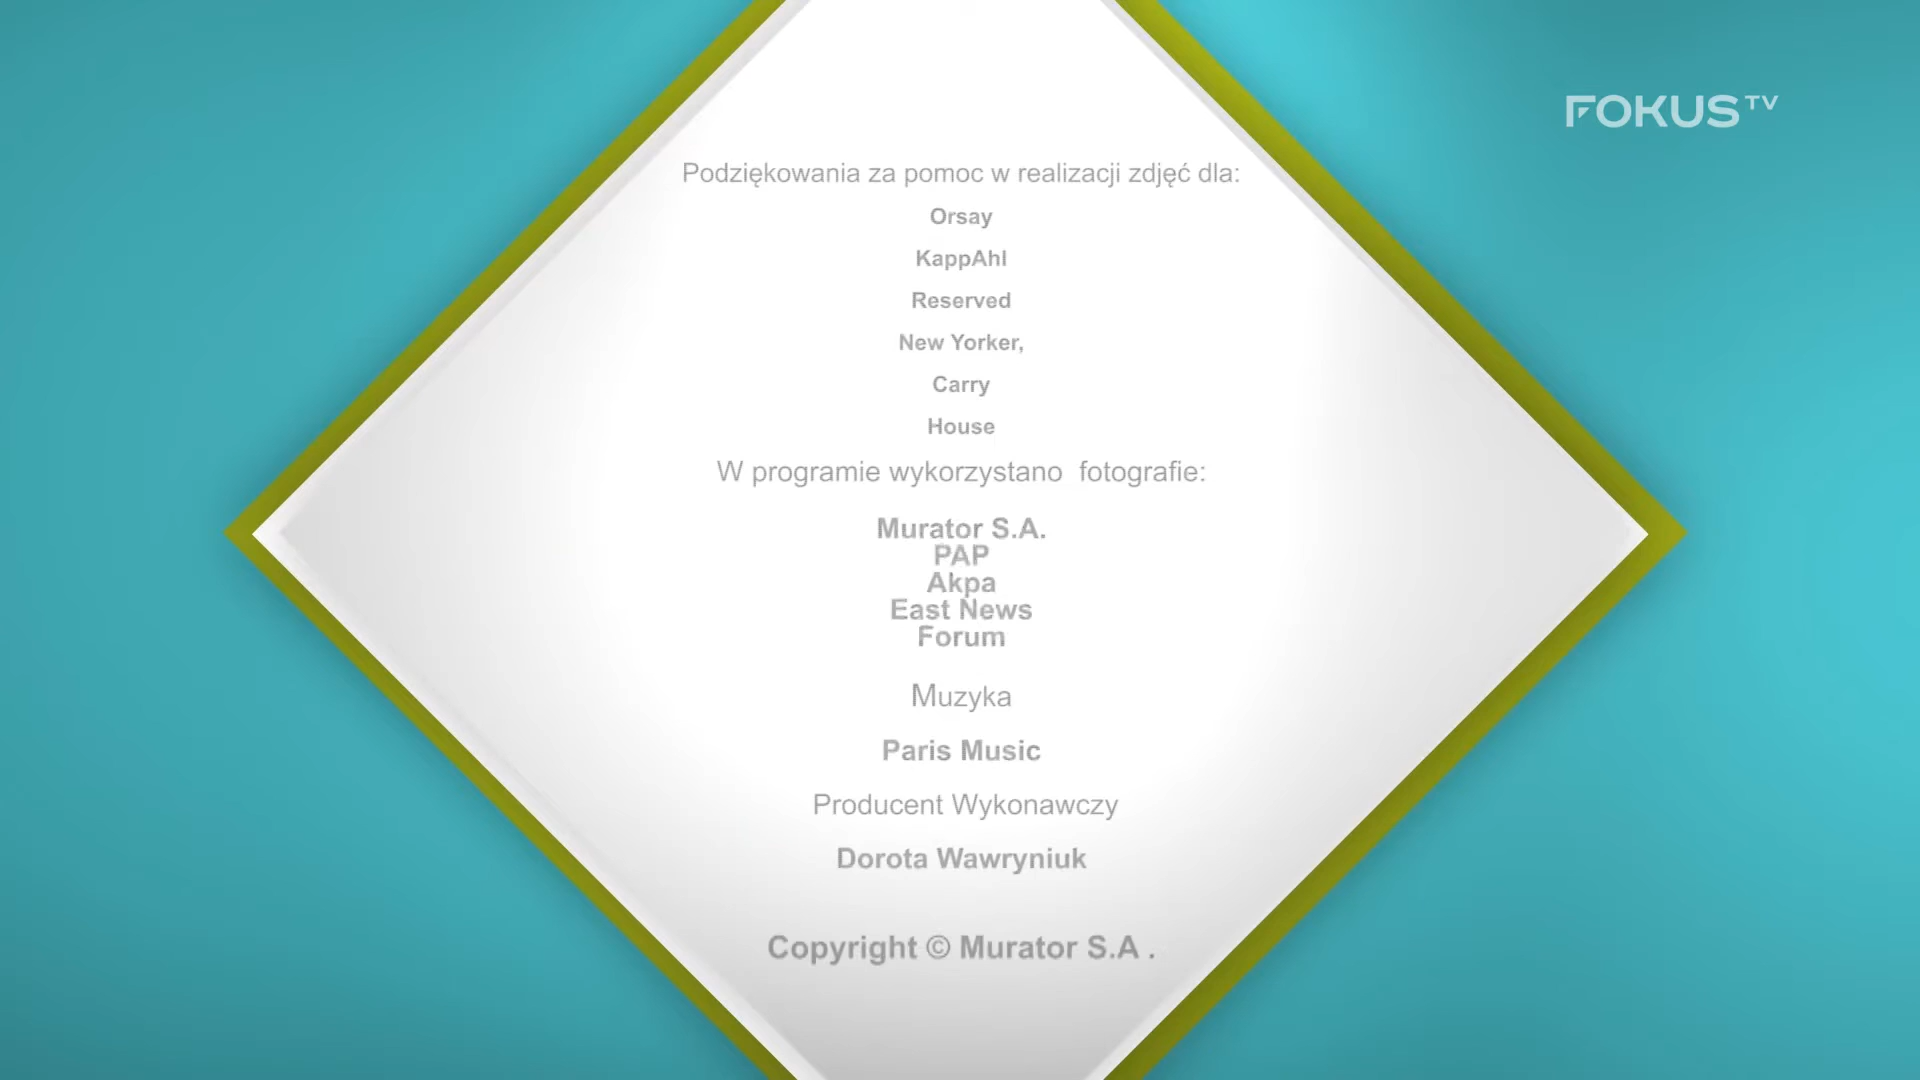 FOKUS TV
Podziękowania za pomoc w realizacji zdjęć dla:
Orsay
KappAhl
Reserved
New Yorker,
Carry
House
W programie wykorzystano  fotografie:
Murator S.A.
PAP
Akpa
East News
Forum
Muzyka
Paris Music
Producent Wykonawczy
Dorota Wawryniuk
Copyright © Murator S.A .